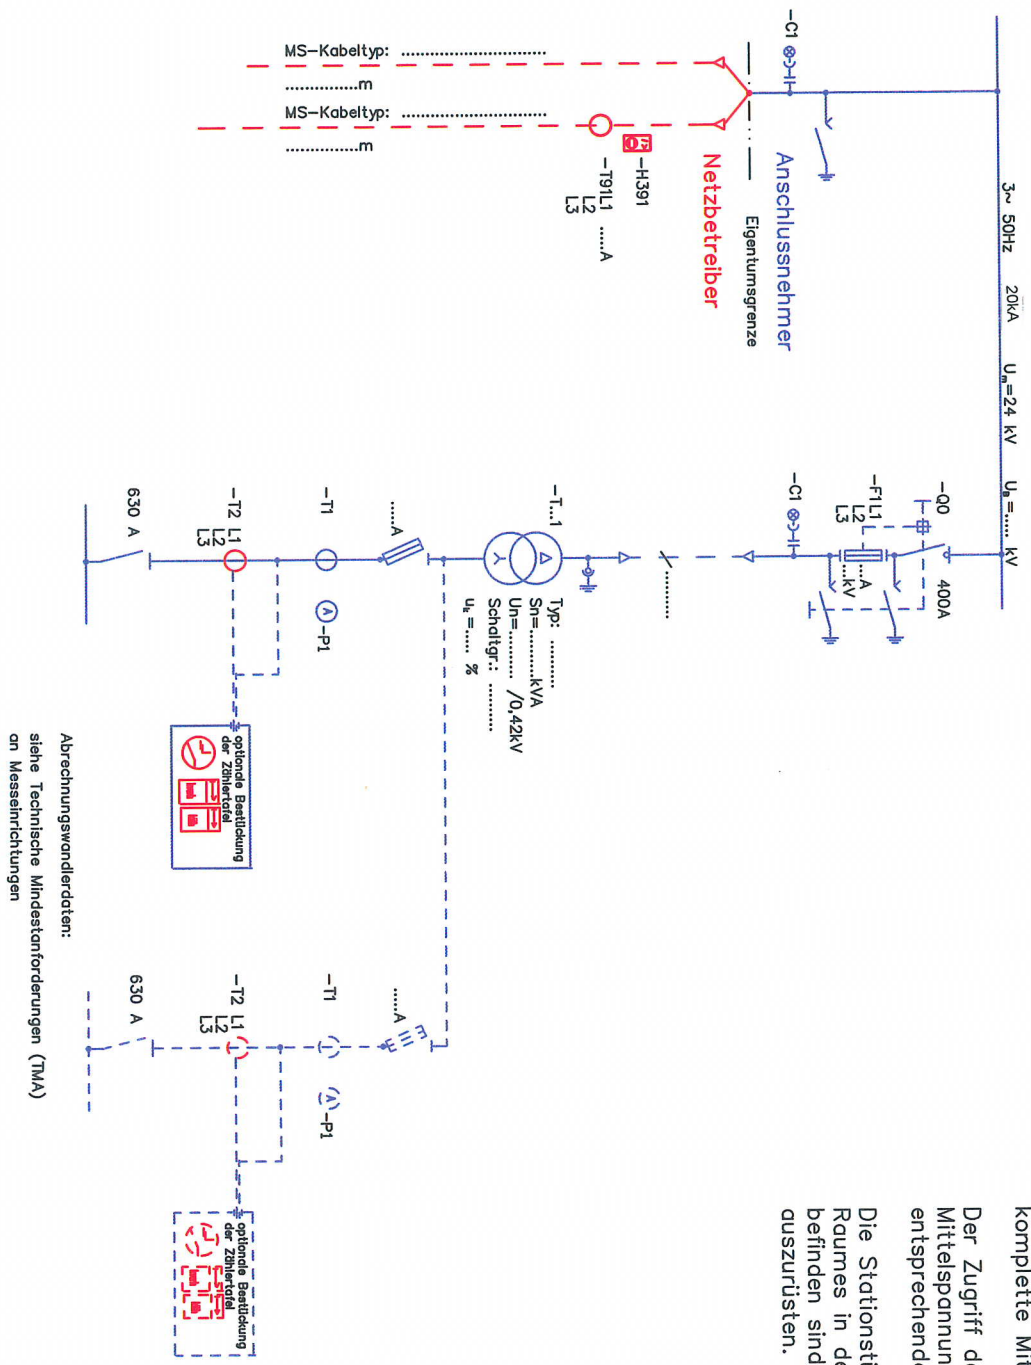 3~ 50Hz 20kA Um=24 kV Un=..... kV
-C1
Anschlussnehmer
Eigentumsgrenze
Netzbetreiber
MS-Kabeltyp: ..............................
...............m
MS-Kabeltyp: ..............................
...............m
-H391
-T91L1 ......A
L2
L3
-Q0
400A
-F1L1
L2
L3
....A
....kV
-C1
.............
-T...1
Typ: ..........
Sn=.........kVA
Un=........ /0,42kV
Schaltgr.: ..........
uk=..... %
......A
-T1
-P1
A
-T2 L1
L2
L3
630 A
optionale Bestückung
der Zählertafel
......A
-T1
-P1
A
-T2 L1
L2
L3
630 A
optionale Bestückung
der Zählertafel
Abrechnungswandlerdaten:
siehe Technische Mindestanforderungen (TMA)
an Messeinrichtungen
komplette Mit
Der Zugriff de
Mittelspannun
entsprechende
Die Stationstü
Raumes in de
befinden sind
auszurüsten.